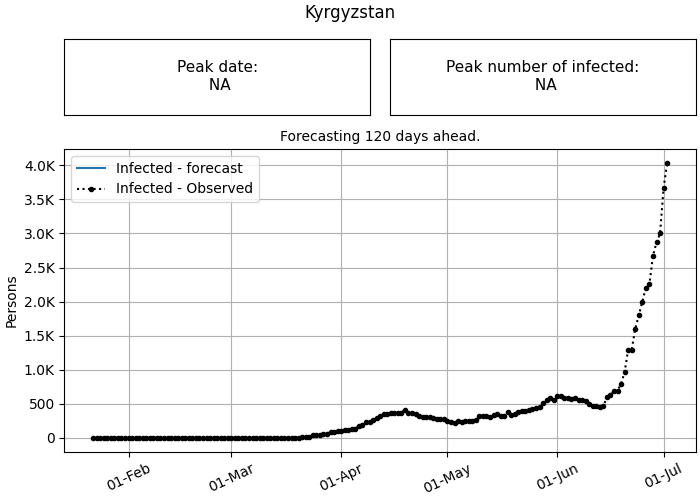 Kyrgyzstan
Peak date:
NA
Peak number of infected:
NA
Forecasting 120 days ahead.
Infected - forecast
Infected - Observed
4.0K
3.5K
3.0K
2.5K
2.0K
1.5K
1.0K
500
0
Persons
01-Feb
01-Mar
01-Apr
01-May
01-Jun
01-Jul